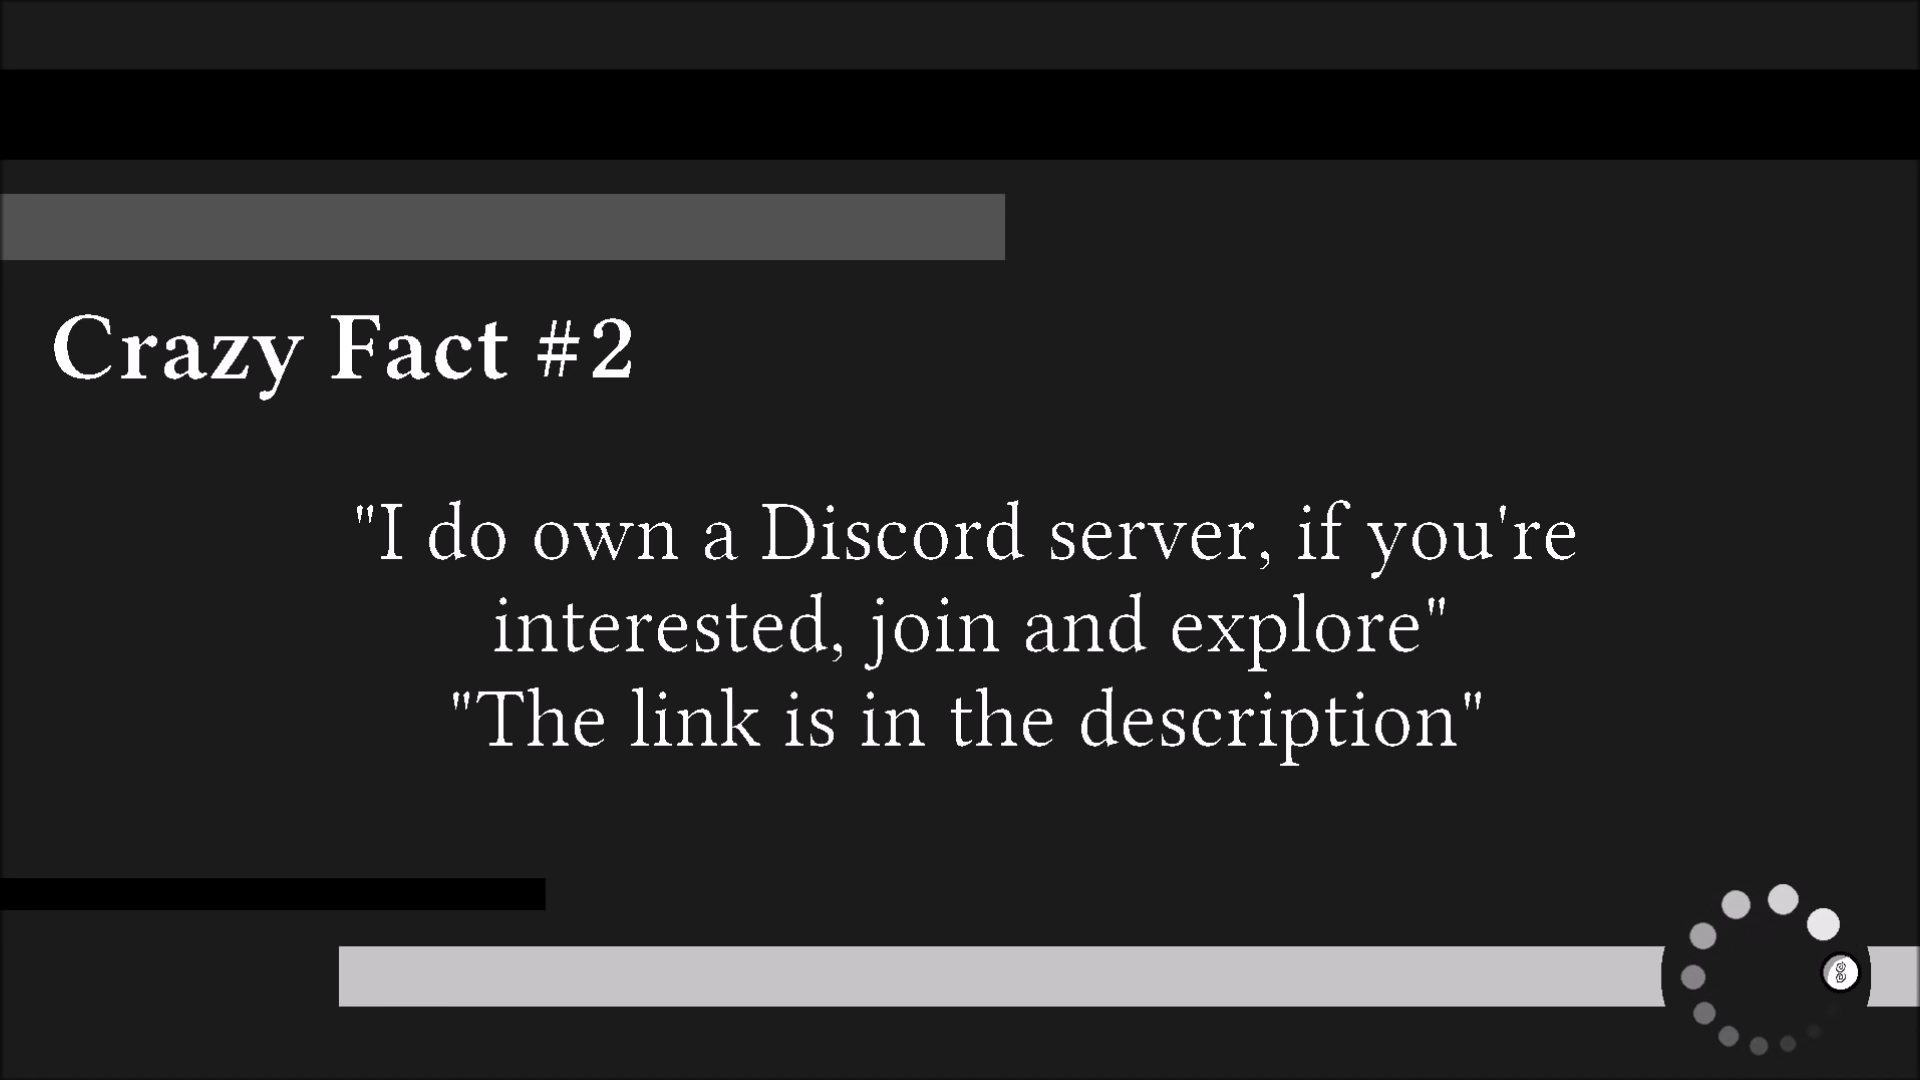 Crazy Fact #2
"I do own a Discord server, if you're
interested, join and explore"
"The link is in the description"